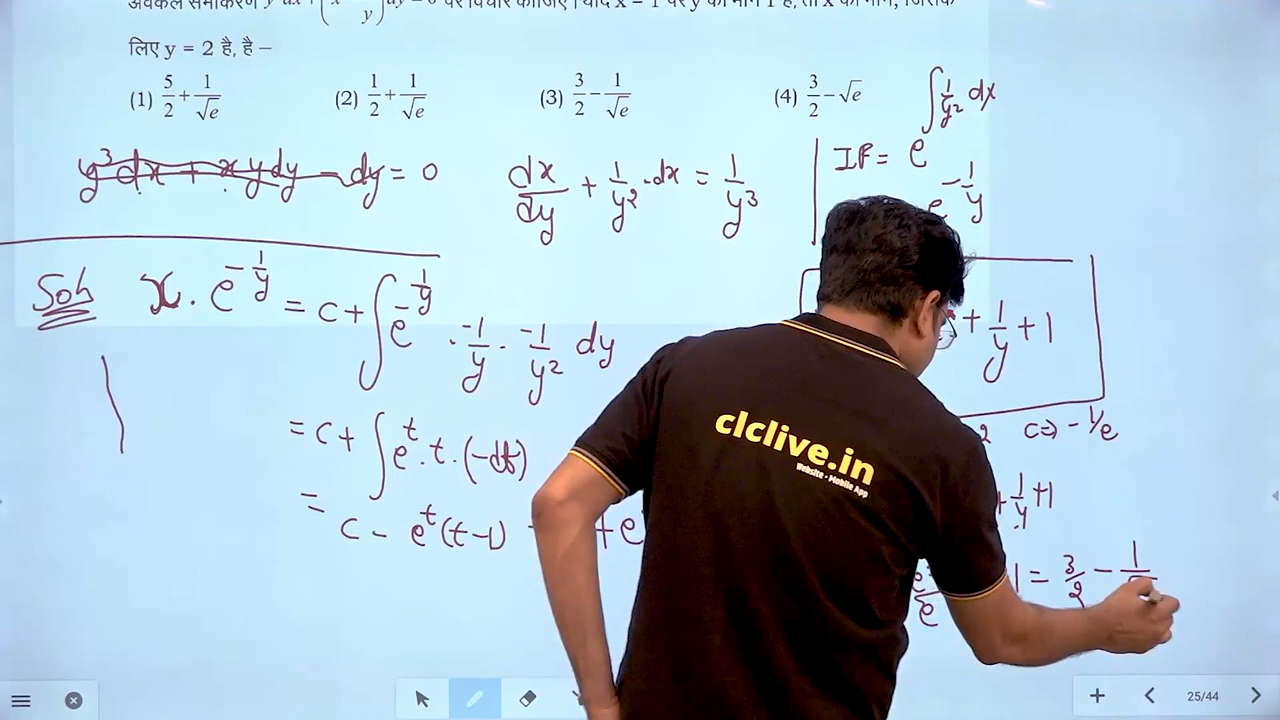 लिए y = 2 है, है –
(1) 5/2 + 1/√e (2) 1/2 + 1/√e (3) 3/2 – 1/√e (4) 3/2 – √e
∫ 1/y² dx
y³ dx + xy dy – dy = 0
dx/dy + 1/y² · dx = 1/y³
IF = e
e^(-1/y)
Soln x · e^(-1/y) = c + ∫ e^(-1/y) · -1/y · -1/y² dy
+ 1/y + 1
= c + ∫ e^t · t · (-dt)
2 c ⇒ - 1/e
= c - e^t (t-1)
+ e
+ 1/y + 1
1 = 3/2 - 1
clclive.in
Website • Mobile App
25/44